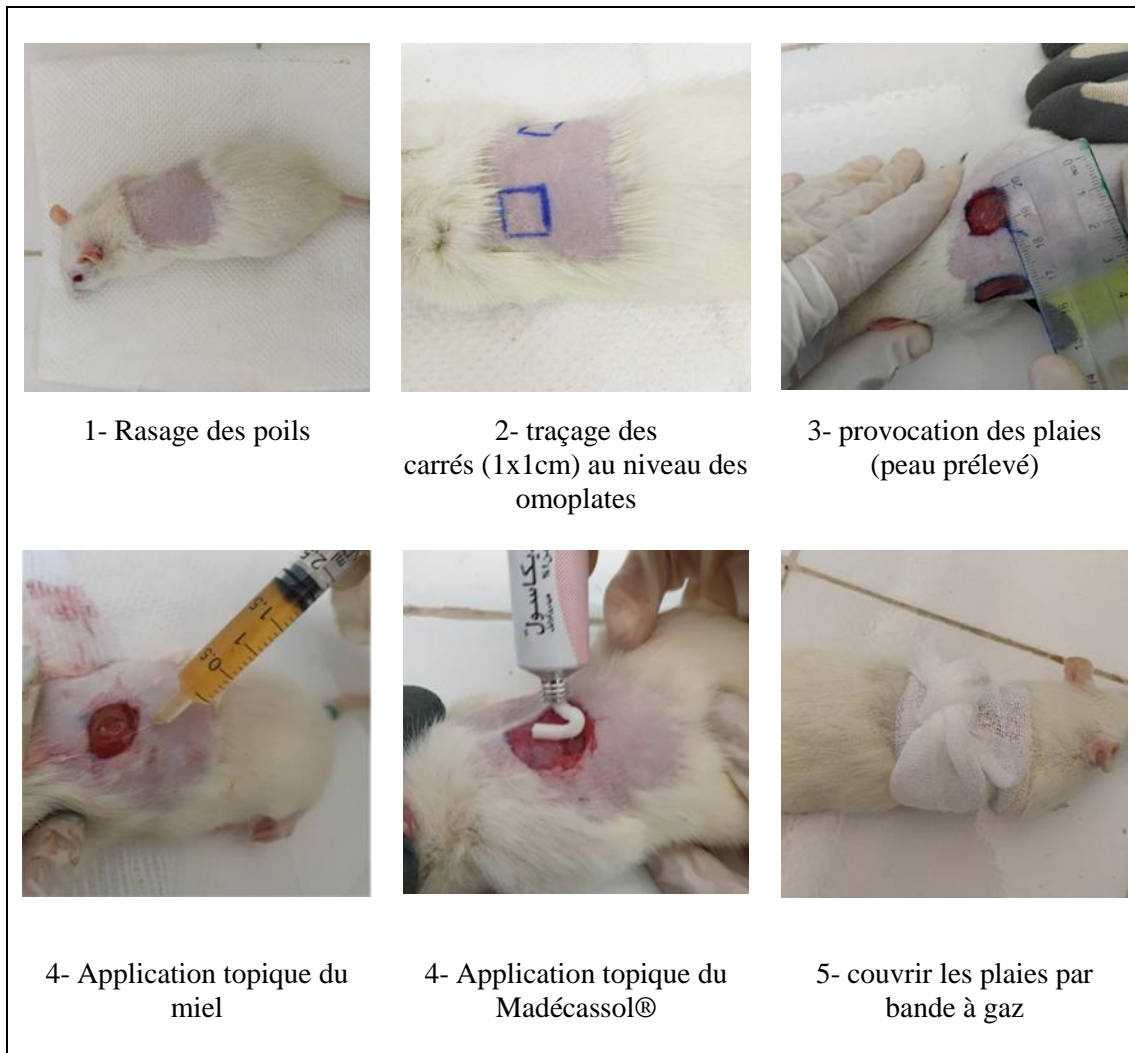 1- Rasage des poils
2- traçage des
carrés (1x1cm) au niveau des
omoplates
3- provocation des plaies
(peau prélevé)
4- Application topique du
miel
4- Application topique du
Madécassol®
5- couvrir les plaies par
bande à gaz